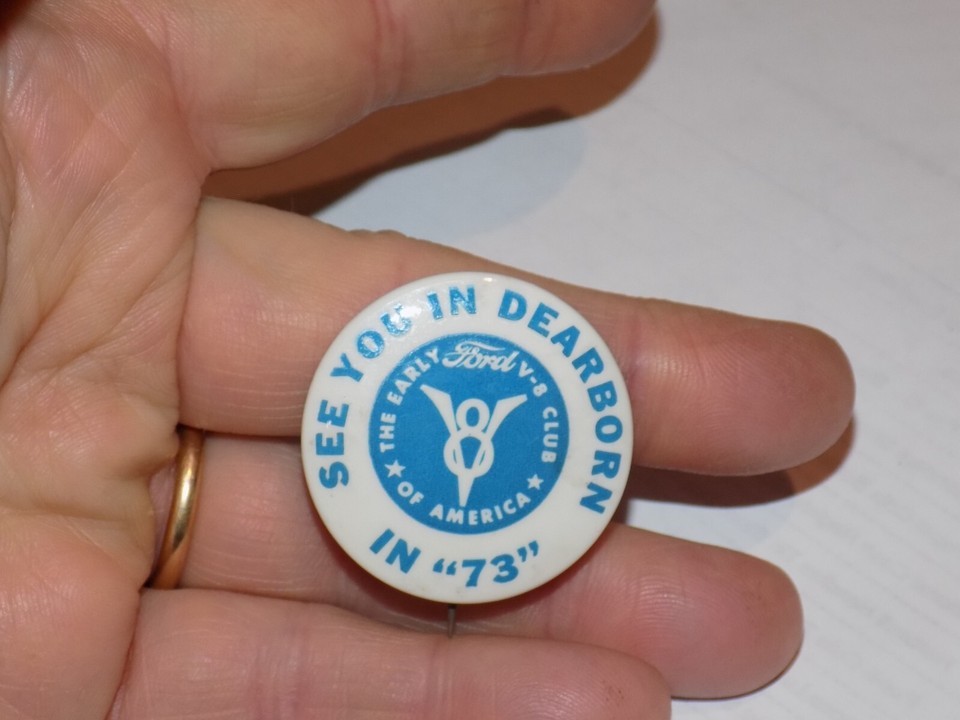 SEE YOU IN DEARBORN
IN “73”
THE EARLY Ford V-8 CLUB
OF AMERICA
V8